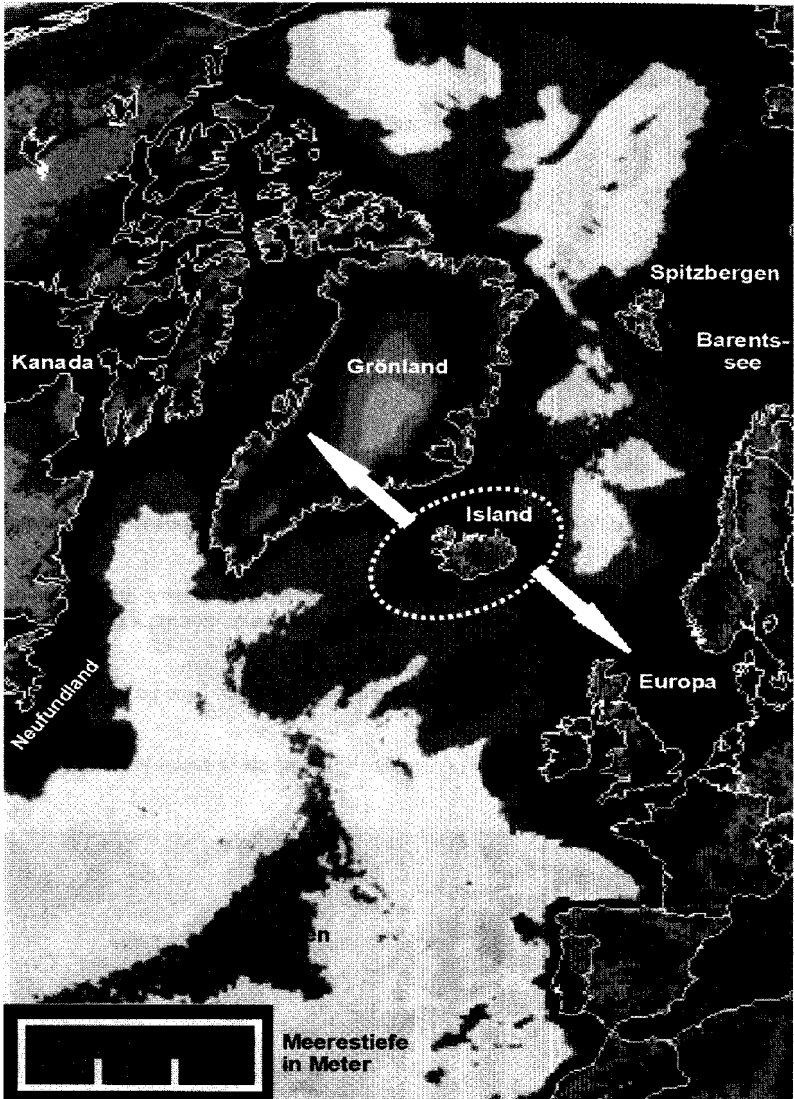 Spitzbergen
Barents-
see
Kanada
Grönland
Island
Neufundland
Europa
Meerestiefe
in Meter